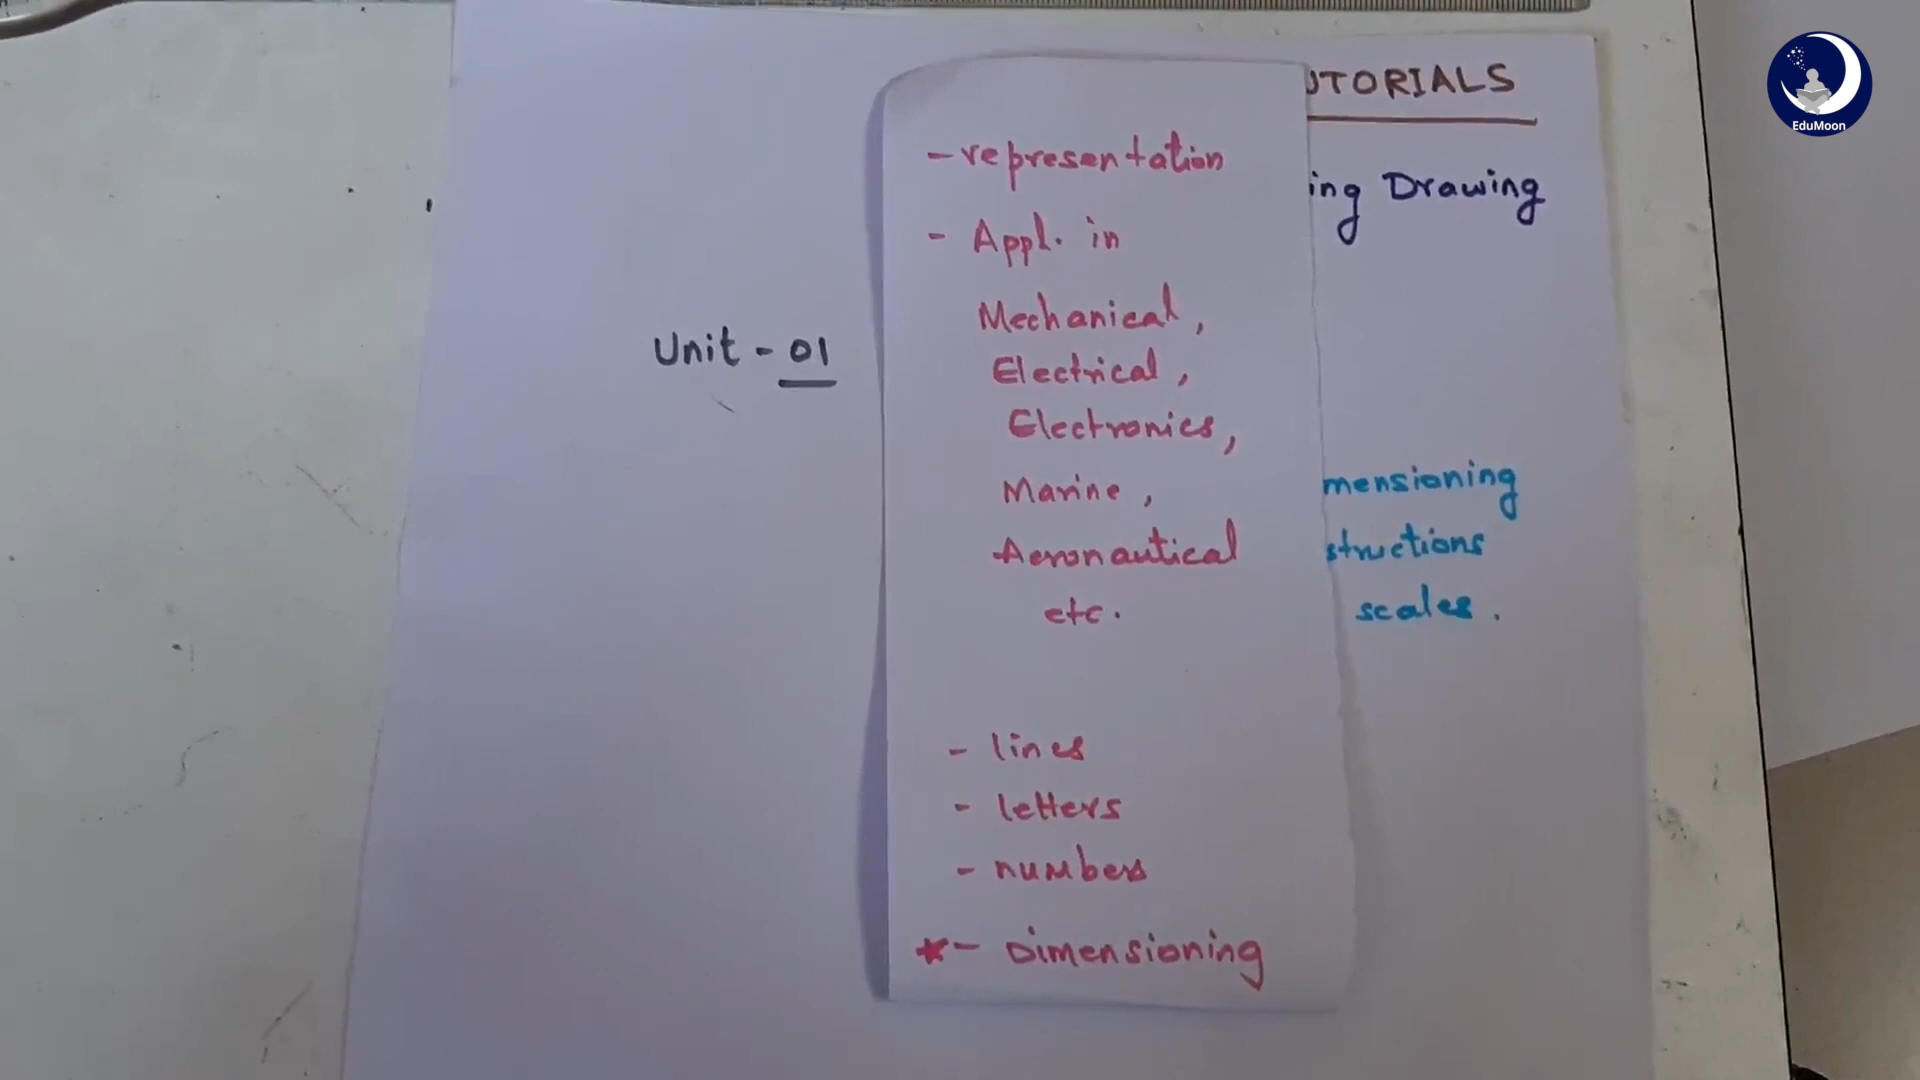 UTORIALS
ing Drawing
Unit - 01
mensioning
structions
scales.
- representation
- Appl. in
Mechanical,
Electrical,
Electronics,
Marine,
Aeronautical
etc.
- lines
- letters
- numbers
*- Dimensioning
EduMoon